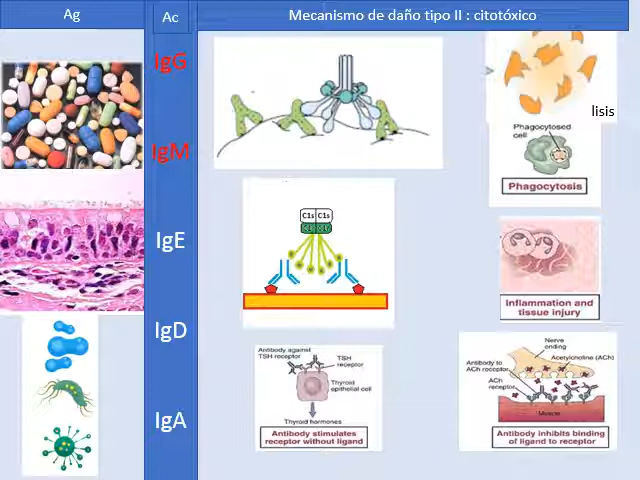 Ag
Ac
Mecanismo de daño tipo II : citotóxico
IgG
IgM
IgE
IgD
IgA
lisis
Phagocytosed
cell
Phagocytosis
C1s C1s
Inflammation and
tissue injury
Antibody against
TSH receptor
TSH
receptor
Thyroid
epithelial cell
Thyroid hormones
Antibody stimulates
receptor without ligand
Nerve
ending
Acetylcholine (ACh)
Antibody to
ACh receptor
ACh
receptor
Muscle
Antibody inhibits binding
of ligand to receptor